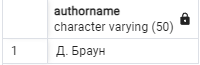 authorname
character varying (50)
1 Д. Браун